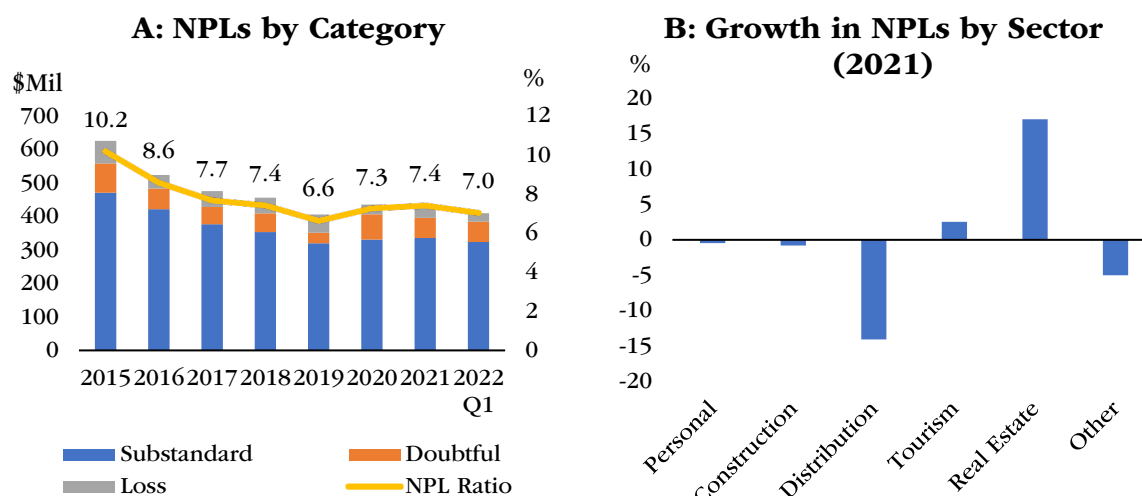 A: NPLs by Category
$Mil
%
700
600
500
400
300
200
100
0
12
10
8
6
4
2
0
10.2
8.6
7.7
7.4
6.6
7.3
7.4
7.0
2015 2016 2017 2018 2019 2020 2021 2022
Q1
Substandard
Doubtful
Loss
NPL Ratio
B: Growth in NPLs by Sector
(2021)
%
20
15
10
5
0
-5
-10
-15
-20
Personal
Construction
Distribution
Tourism
Real Estate
Other